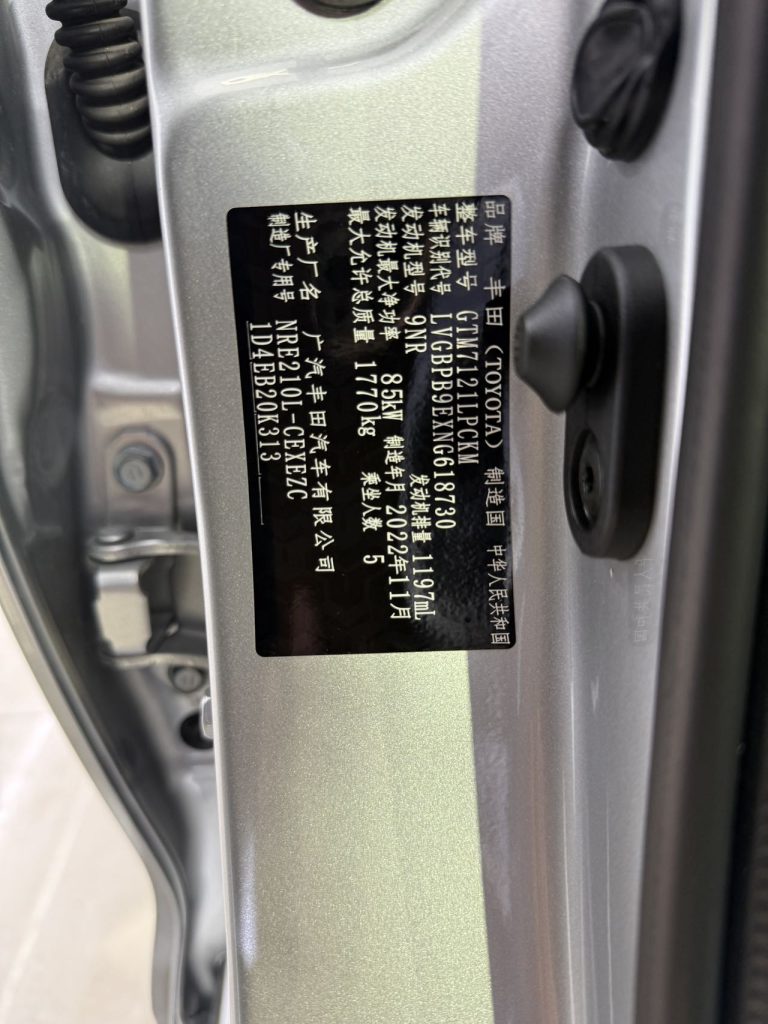 品牌 丰田（TOYOTA） 制造国 中华人民共和国
整车型号 GTM7121LPCKM
车辆识别代号 LVGBPB9EXNG618730
发动机型号 9NR 发动机排量 1197mL
发动机最大净功率 85kW 制造年月 2022年11月
最大允许总质量 1770kg 乘坐人数 5
生产厂名 广汽丰田汽车有限公司
制造厂专用号 NRE210L-CEXEZC
1D4EB20K313